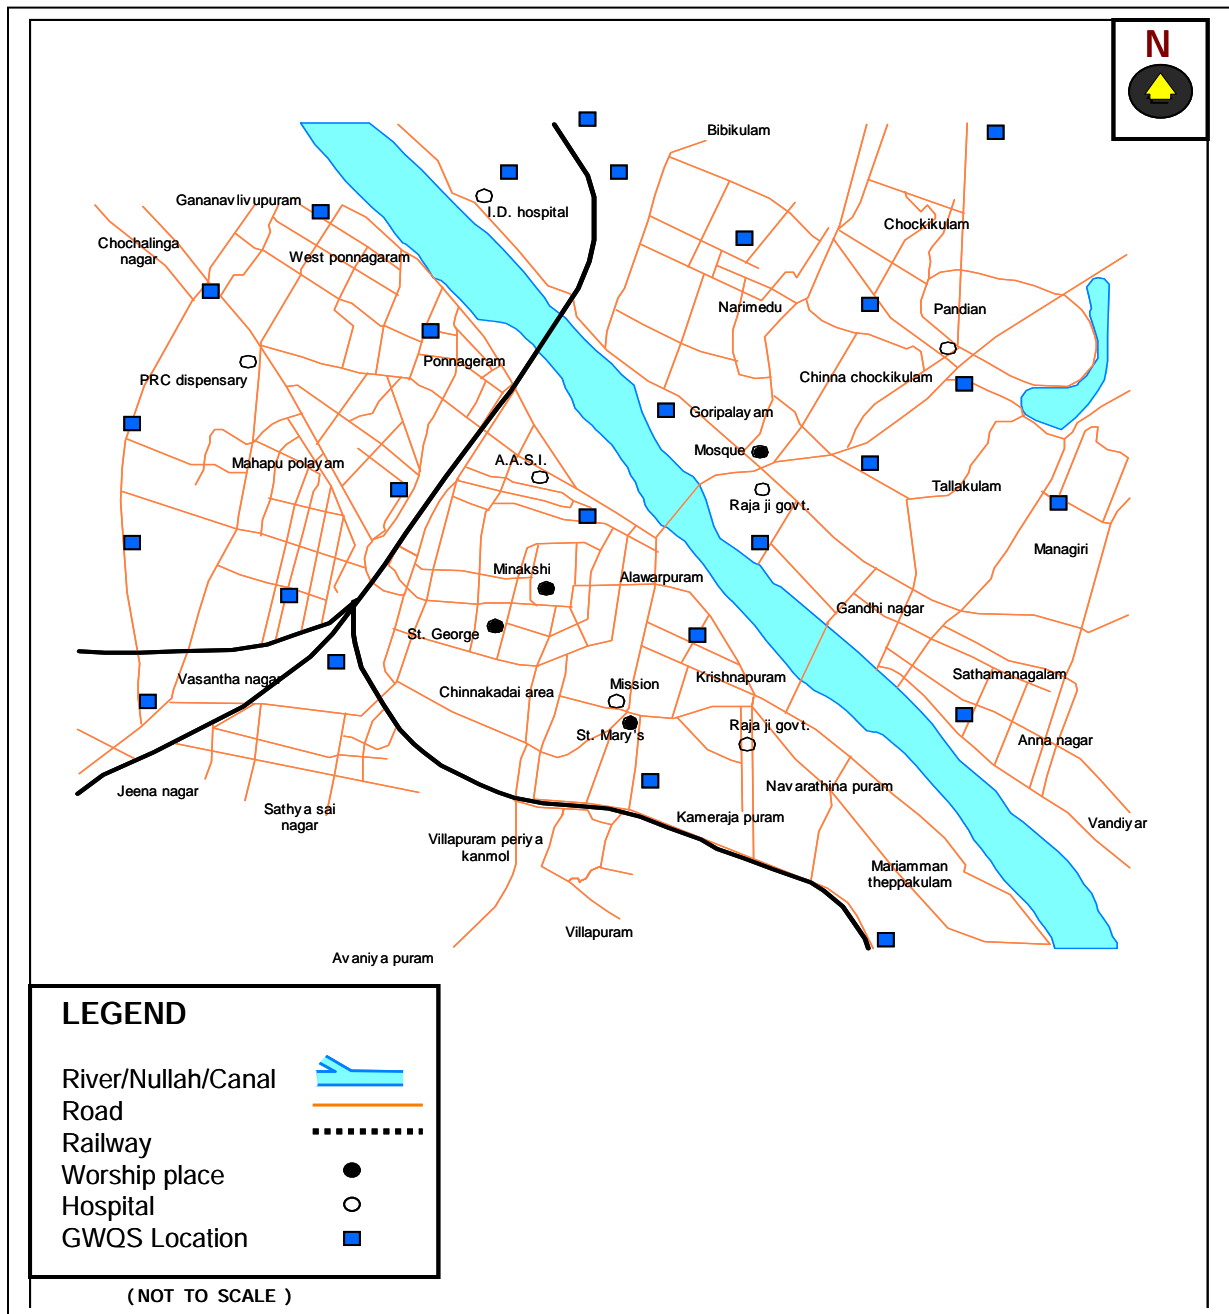 N
Bibikulam
Gananavlivupuram
I.D. hospital
Chockikulam
Chochalinga
nagar
West ponnagaram
Narimedu
Pandian
Ponnageram
PRC dispensary
Chinna chockikulam
Goripalayam
Mosque
Mahapu polayam
A.A.S.I.
Tallakulam
Raja ji govt.
Managiri
Minakshi
Alawarpuram
Gandhi nagar
St. George
Vasantha nagar
Krishnapuram
Sathamanagalam
Chinnakadai area
Mission
St. Mary's
Raja ji govt.
Anna nagar
Jeena nagar
Navarathina puram
Sathya sai
nagar
Kameraja puram
Vandiyar
Villapuram periya
kanmol
Mariamman
theppakulam
Villapuram
Avaniya puram
LEGEND
River/Nullah/Canal
Road
Railway
Worship place
Hospital
GWQS Location
( NOT TO SCALE )